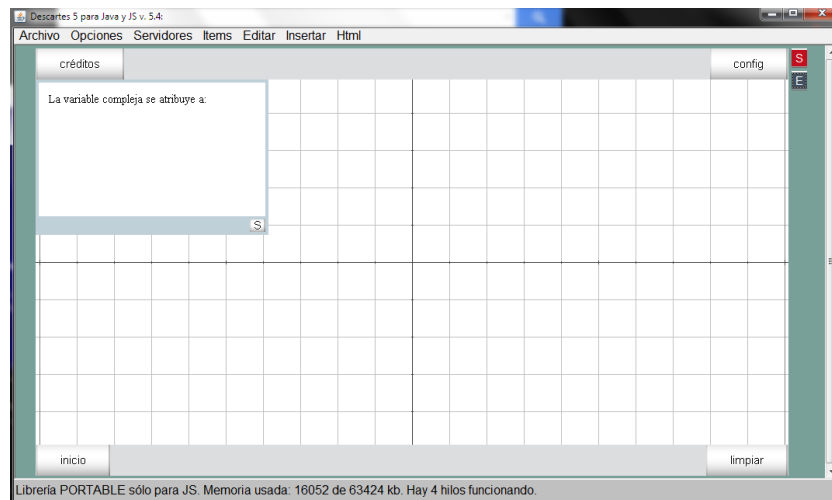 Descartes 5 para Java y JS v. 5.4:
Archivo Opciones Servidores Items Editar Insertar Html
créditos
config
S
E
La variable compleja se atribuye a:
S
inicio
limpiar
Librería PORTABLE sólo para JS. Memoria usada: 16052 de 63424 kb. Hay 4 hilos funcionando.